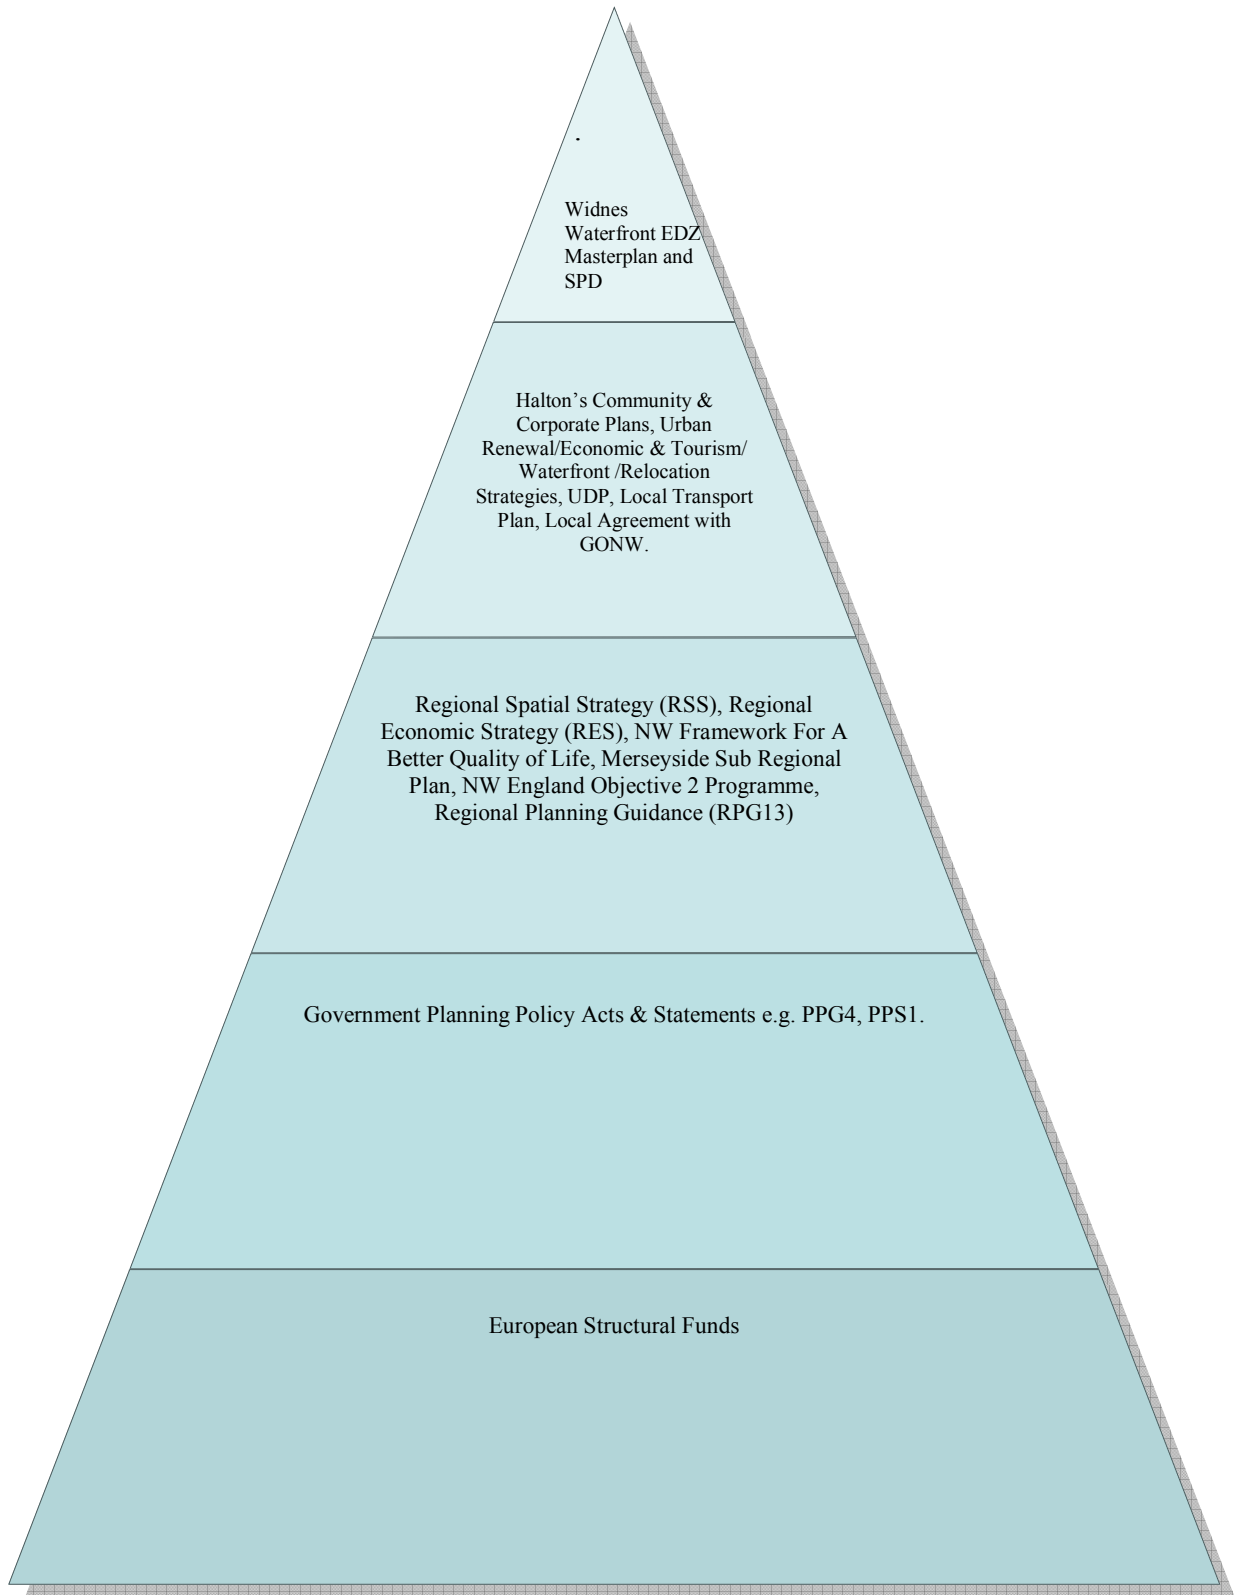 .
Widnes
Waterfront EDZ
Masterplan and
SPD
Halton’s Community &
Corporate Plans, Urban
Renewal/Economic & Tourism/
Waterfront /Relocation
Strategies, UDP, Local Transport
Plan, Local Agreement with
GONW.
Regional Spatial Strategy (RSS), Regional
Economic Strategy (RES), NW Framework For A
Better Quality of Life, Merseyside Sub Regional
Plan, NW England Objective 2 Programme,
Regional Planning Guidance (RPG13)
Government Planning Policy Acts & Statements e.g. PPG4, PPS1.
European Structural Funds